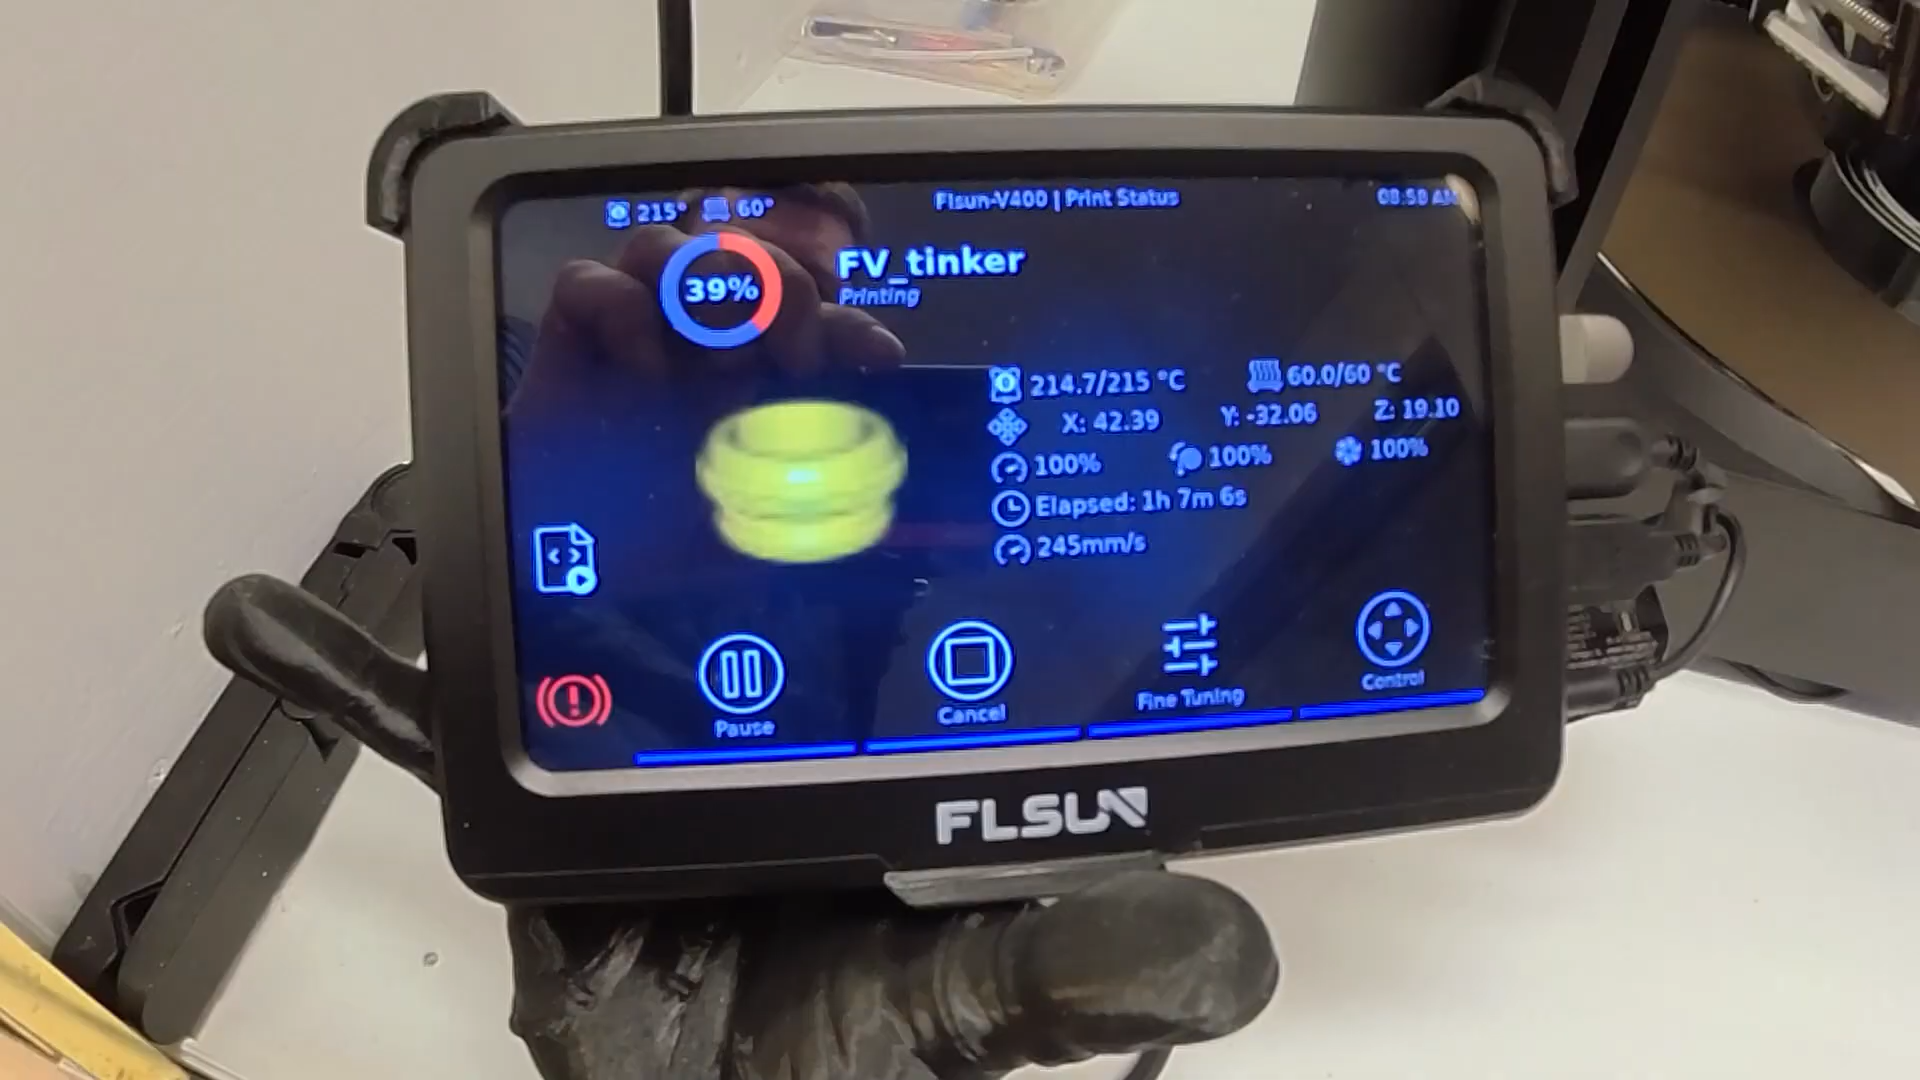 215° 60° Flsun-V400 | Print Status 08:58 AM
39%
FV_tinker
Printing
214.7/215 °C 60.0/60 °C
X: 42.39 Y: -32.06 Z: 19.10
100% 100% 100%
Elapsed: 1h 7m 6s
245mm/s
Pause Cancel Fine Tuning Control
FLSUN